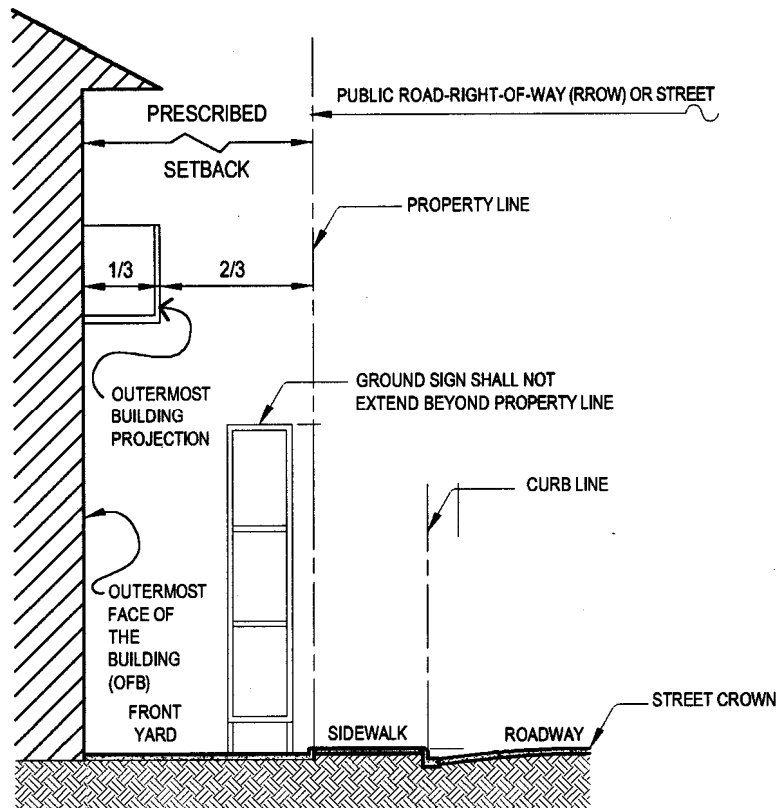 PUBLIC ROAD-RIGHT-OF-WAY (RROW) OR STREET
PRESCRIBED
SETBACK
PROPERTY LINE
1/3
2/3
OUTERMOST
BUILDING
PROJECTION
GROUND SIGN SHALL NOT
EXTEND BEYOND PROPERTY LINE
CURB LINE
OUTERMOST
FACE OF
THE
BUILDING
(OFB)
FRONT
YARD
SIDEWALK
ROADWAY
STREET CROWN